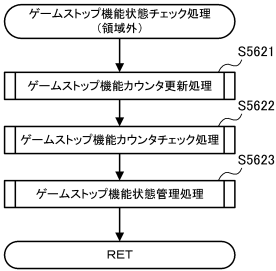 ゲームストップ機能状態チェック処理
(領域外)
S5621
ゲームストップ機能カウンタ更新処理
S5622
ゲームストップ機能カウンタチェック処理
S5623
ゲームストップ機能状態管理処理
RET